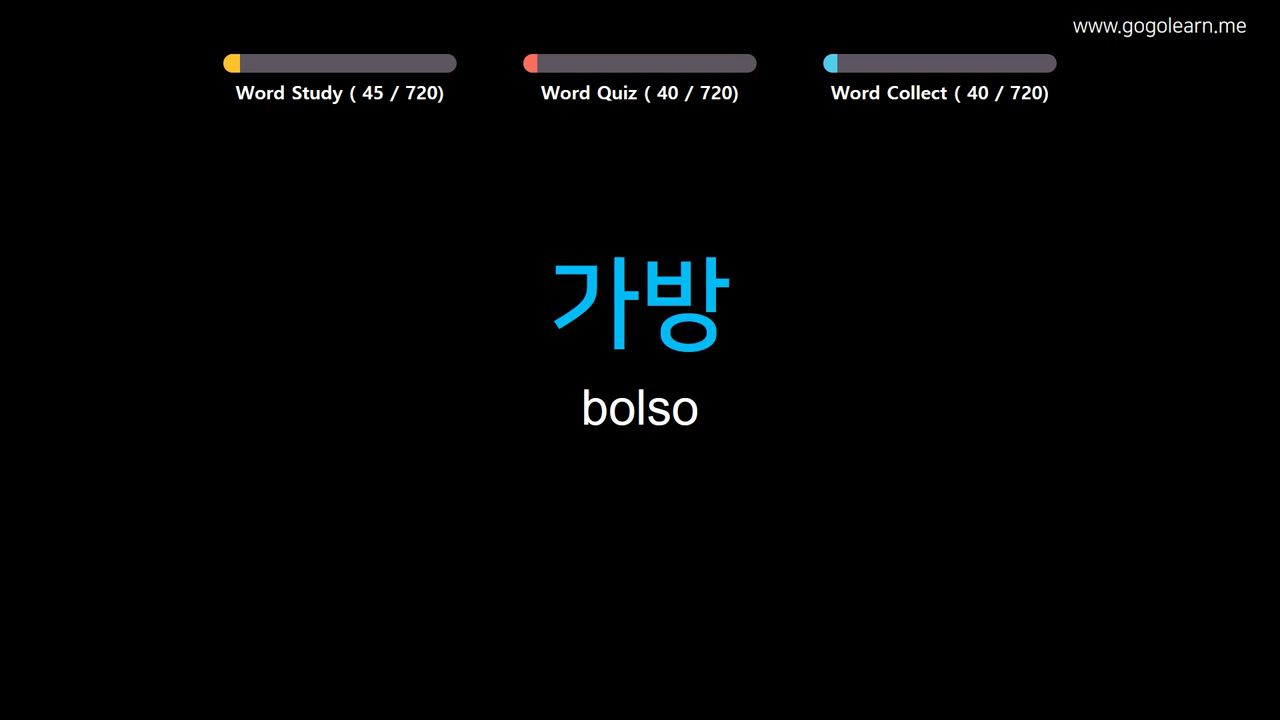 www.gogolearn.me
Word Study ( 45 / 720)
Word Quiz ( 40 / 720)
Word Collect ( 40 / 720)
가방
bolso